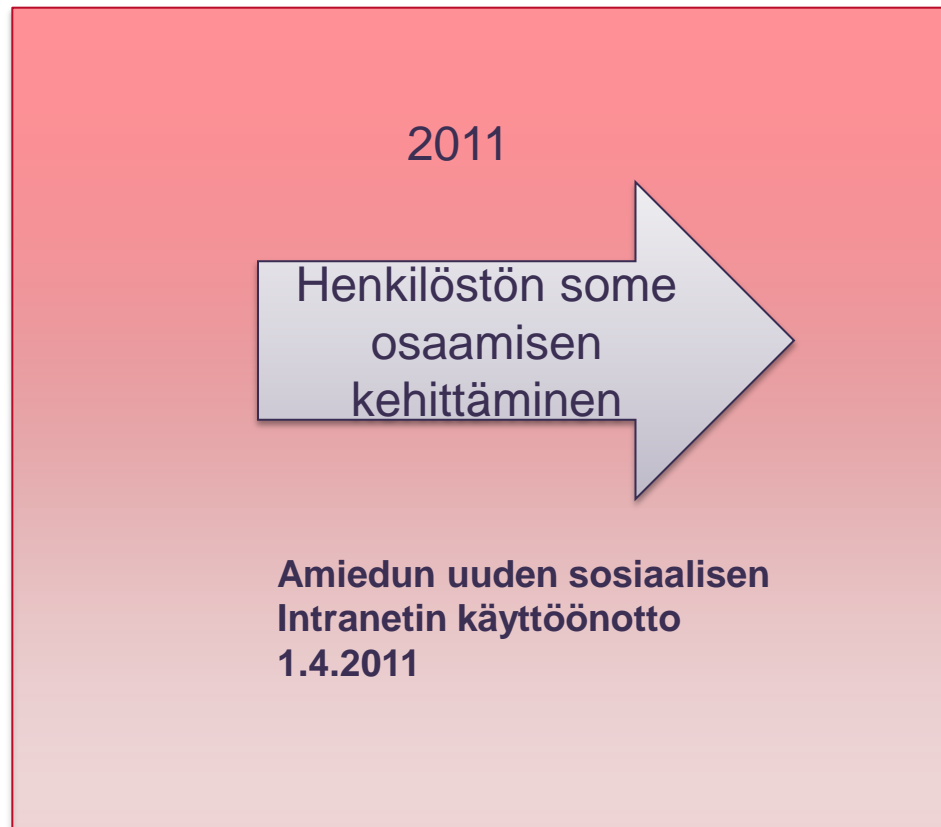 2011
Henkilöstön some
osaamisen
kehittäminen
Amiedun uuden sosiaalisen
Intranetin käyttöönotto
1.4.2011